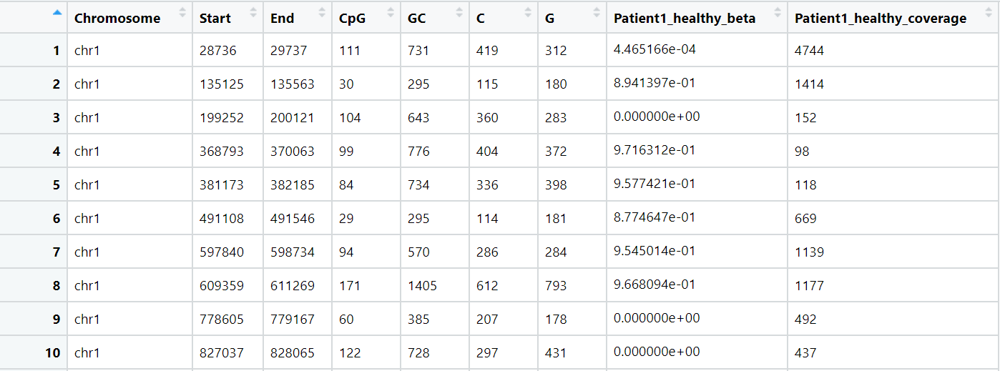 Chromosome Start End CpG GC C G Patient1_healthy_beta Patient1_healthy_coverage
1 chr1 28736 29737 111 731 419 312 4.465166e-04 4744
2 chr1 135125 135563 30 295 115 180 8.941397e-01 1414
3 chr1 199252 200121 104 643 360 283 0.000000e+00 152
4 chr1 368793 370063 99 776 404 372 9.716312e-01 98
5 chr1 381173 382185 84 734 336 398 9.577421e-01 118
6 chr1 491108 491546 29 295 114 181 8.774647e-01 669
7 chr1 597840 598734 94 570 286 284 9.545014e-01 1139
8 chr1 609359 611269 171 1405 612 793 9.668094e-01 1177
9 chr1 778605 779167 60 385 207 178 0.000000e+00 492
10 chr1 827037 828065 122 728 297 431 0.000000e+00 437